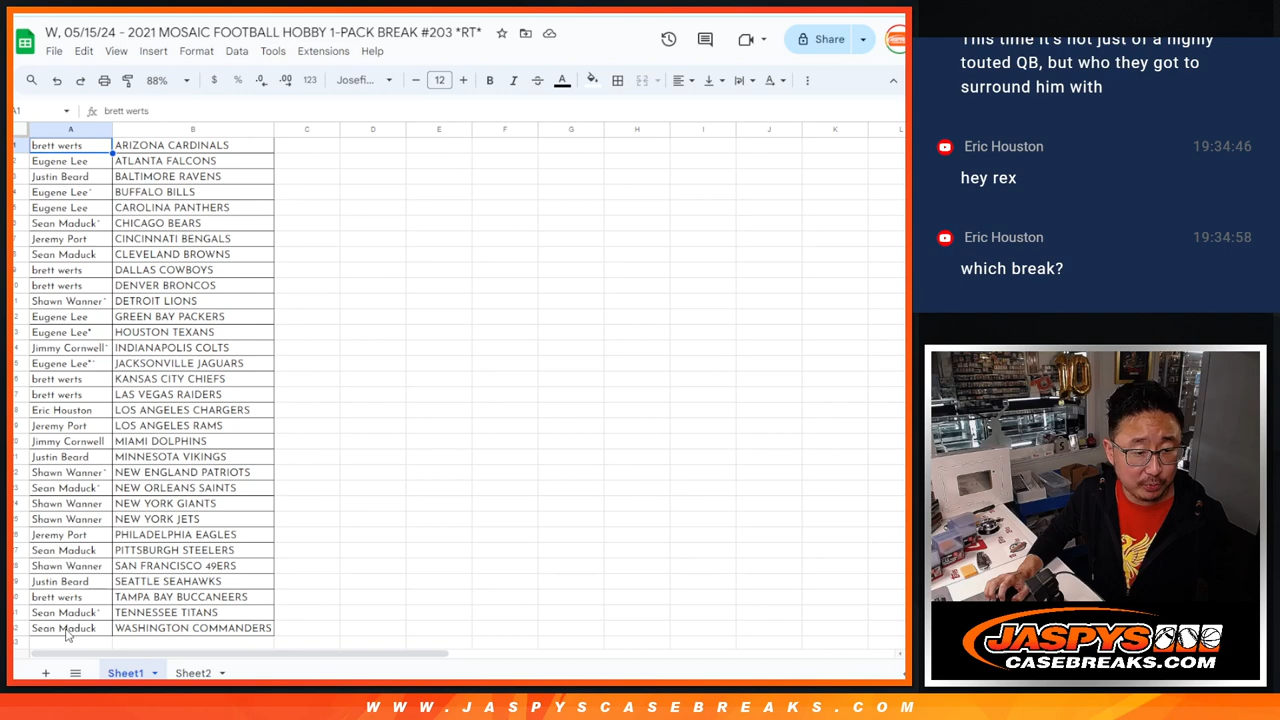 W, 05/15/24 - 2021 MOSAIC FOOTBALL HOBBY 1-PACK BREAK #203 *RT*
File Edit View Insert Format Data Tools Extensions Help
Share
88% $ % .0 .00 123 Josefi... 12 B I A
A1 fx brett werts
A B C D E F G H I J K L
brett werts ARIZONA CARDINALS
Eugene Lee ATLANTA FALCONS
Justin Beard BALTIMORE RAVENS
Eugene Lee* BUFFALO BILLS
Eugene Lee CAROLINA PANTHERS
Sean Maduck* CHICAGO BEARS
Jeremy Port CINCINNATI BENGALS
Sean Maduck CLEVELAND BROWNS
brett werts DALLAS COWBOYS
brett werts DENVER BRONCOS
Shawn Wanner* DETROIT LIONS
Eugene Lee GREEN BAY PACKERS
Eugene Lee* HOUSTON TEXANS
Jimmy Cornwell* INDIANAPOLIS COLTS
Eugene Lee** JACKSONVILLE JAGUARS
brett werts KANSAS CITY CHIEFS
brett werts LAS VEGAS RAIDERS
Eric Houston LOS ANGELES CHARGERS
Jeremy Port LOS ANGELES RAMS
Jimmy Cornwell MIAMI DOLPHINS
Justin Beard MINNESOTA VIKINGS
Shawn Wanner* NEW ENGLAND PATRIOTS
Sean Maduck* NEW ORLEANS SAINTS
Shawn Wanner NEW YORK GIANTS
Shawn Wanner NEW YORK JETS
Jeremy Port PHILADELPHIA EAGLES
Sean Maduck PITTSBURGH STEELERS
Shawn Wanner SAN FRANCISCO 49ERS
Justin Beard SEATTLE SEAHAWKS
brett werts TAMPA BAY BUCCANEERS
Sean Maduck* TENNESSEE TITANS
Sean Maduck WASHINGTON COMMANDERS
Sheet1 Sheet2
This time it's not just of a highly
touted QB, but who they got to
surround him with
Eric Houston 19:34:46
hey rex
Eric Houston 19:34:58
which break?
10
JASPYS
CASEBREAKS.COM
WWW.JASPYSCASEBREAKS.COM